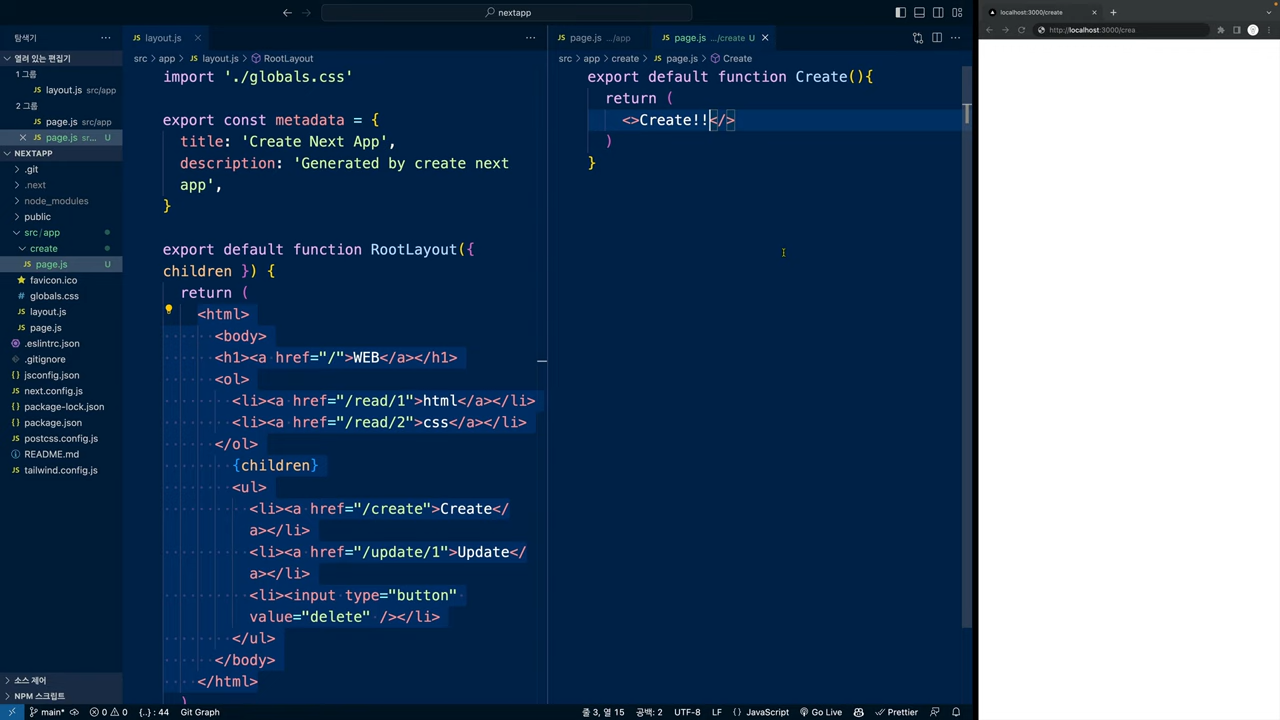 nextapp
탐색기
열려 있는 편집기
1 그룹
layout.js src/app
2 그룹
page.js src/app
page.js sr... U
NEXTAPP
.git
.next
node_modules
public
src / app
create
page.js U
favicon.ico
globals.css
layout.js
page.js
.eslintrc.json
.gitignore
jsconfig.json
next.config.js
package-lock.json
package.json
postcss.config.js
README.md
tailwind.config.js
소스 제어
NPM 스크립트
layout.js
src > app > layout.js > RootLayout
import './globals.css'
export const metadata = {
title: 'Create Next App',
description: 'Generated by create next
app',
}
export default function RootLayout({
children }) {
return (
<html>
<body>
<h1><a href="/">WEB</a></h1>
<ol>
<li><a href="/read/1">html</a></li>
<li><a href="/read/2">css</a></li>
</ol>
{children}
<ul>
<li><a href="/create">Create</
a></li>
<li><a href="/update/1">Update</
a></li>
<li><input type="button"
value="delete" /></li>
</ul>
</body>
</html>
)
page.js .../app
page.js .../create U
src > app > create > page.js > Create
export default function Create(){
return (
<>Create!!</>
)
}
localhost:3000/create
http://localhost:3000/crea
main* 0 0 {..} : 44 Git Graph
줄 3, 열 15 공백: 2 UTF-8 LF {} JavaScript Go Live Prettier